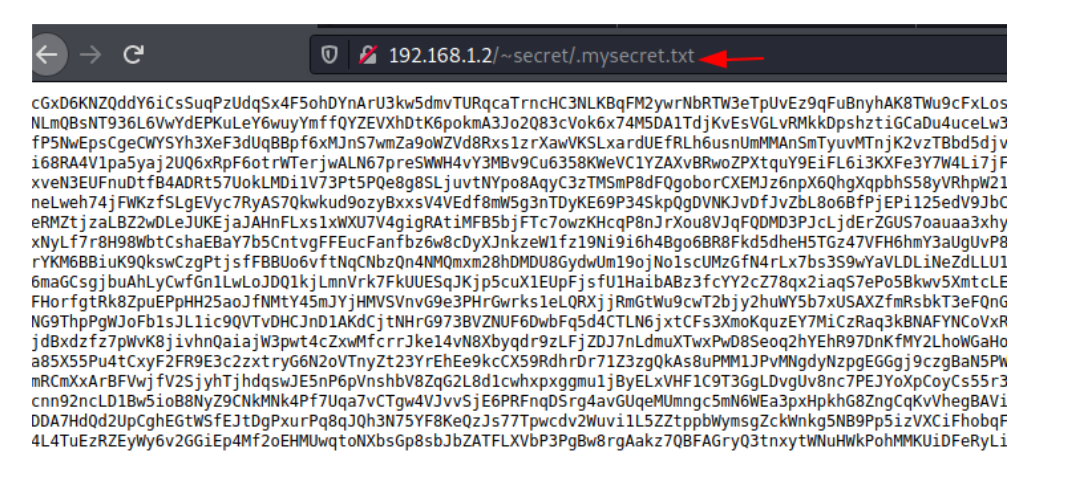 192.168.1.2/~secret/.mysecret.txt
cGxD6KNZQddY6iCsSuqPzUdqSx4F5ohDYnArU3kw5dmvTURqcaTrncHC3NLKBqFM2ywrNbRTW3eTpUvEz9qFuBnyhAK8TWu9cFxLos
NLmQBsNT936L6VwYdEPKuLeY6wuyYmffQYZEVXhDtK6pokmA3Jo2Q83cVok6x74M5DA1TdjKvEsVGLvRMkkDpshztiGCaDu4uceLw3
fP5NwEpsCgeCWYSYh3XeF3dUqBBpf6xMJnS7wmZa9oWZVd8Rxs1zrXawVKSLxardUEfRLh6usnUmMMAnSmTyuvMTnjK2vzTBbd5djv
i68RA4V1pa5yaj2UQ6xRpF6otrWTerjwALN67preSWWH4vY3MBv9Cu6358KWeVC1YZAXvBRwoZPXtquY9EiFL6i3KXFe3Y7W4Li7jF
xveN3EUFnuDtfB4ADRt57UokLMDi1V73Pt5PQe8g8SLjuvtNYpo8AqyC3zTMSmP8dFQgoborCXEMJz6npX6QhgXqpbhS58yVRhpW21
neLweh74jFWKzfSLgEVyc7RyAS7Qkwkud9ozyBxxsV4VEdf8mW5g3nTDyKE69P34SkpQgDVNKJvDfJvZbL8o6BfPjEPi125edV9JbC
eRMZtjzaLBZ2wDLeJUKEjaJAHnFLxs1xWXU7V4gigRAtiMFB5bjFTc7owzKHcqP8nJrXou8VJqFQDMD3PJcLjdErZGUS7oauaa3xhy
xNyLf7r8H98WbtCshaEBaY7b5CntvgFFEucFanfbz6w8cDyXJnkzeW1fz19Ni9i6h4Bgo6BR8Fkd5dheH5TGz47VFH6hmY3aUgUvP8
rYKM6BBiuK9QkswCzgPtjsfFBBUo6vftNqCNbzQn4NMQmxm28hDMDU8GydwUm19ojNo1scUMzGfN4rLx7bs3S9wYaVLDLiNeZdLLU1
6maGCsgjbuAhLyCwfGn1LwLoJDQ1kjLmnVrk7FkUUESqJKjp5cuX1EUpFjsfU1HaibABz3fcYY2cZ78qx2iaqS7ePo5Bkwv5XmtcLE
FHorfgtRk8ZpuEPpHH25aoJfNMtY45mJYjHMVSVnvG9e3PHrGwrks1eLQRXjjRmGtWu9cwT2bjy2huWY5b7xUSAXZfmRsbkT3eFQnG
NG9ThpPgWJoFb1sJL1ic9QVTvDHCJnD1AKdCjtNHrG973BVZNUF6DwbFq5d4CTLN6jxtCFs3XmoKquzEY7MiCzRaq3kBNAFYNCoVxR
jdBxdzfz7pWvK8jivhnQaiajW3pwt4cZxwMfcrrJke14vN8Xbyqdr9zLFjZDJ7nLdmuXTwxPwD8Seoq2hYEhR97DnKfMY2LhoWGaHo
a85X55Pu4tCxyF2FR9E3c2zxtryG6N2oVTnyZt23YrEhEe9kcCX59RdhrDr71Z3zgQkAs8uPMM1JPvMNgdyNzpgEGGgj9czgBaN5PW
mRCmXxArBFVwjfV2SjyhTjhdqswJE5nP6pVnshbV8ZqG2L8d1cwhxpxggmu1jByELxVHF1C9T3GgLDvgUv8nc7PEJYoXpCoyCs55r3
cnn92ncLD1Bw5ioB8NyZ9CNkMNk4Pf7Uqa7vCTgw4VJvvSjE6PRFnqDSrg4avGUqeMUmngc5mN6WEa3pxHpkhG8ZngCqKvVhegBAVi
DDA7HdQd2UpCghEGtWSfEJtDgPxurPq8qJQh3N75YF8KeQzJs77Tpwcdv2Wuvi1L5ZZtppbWymsgZckWnkg5NB9Pp5izVXCiFhobqF
4L4TuEzRZEyWy6v2GGiEp4Mf2oEHMUwqtoNXbsGp8sbJbZATFLXVbP3PgBw8rgAakz7QBFAGryQ3tnxytWNuHWkPohMMKUiDFeRyLi